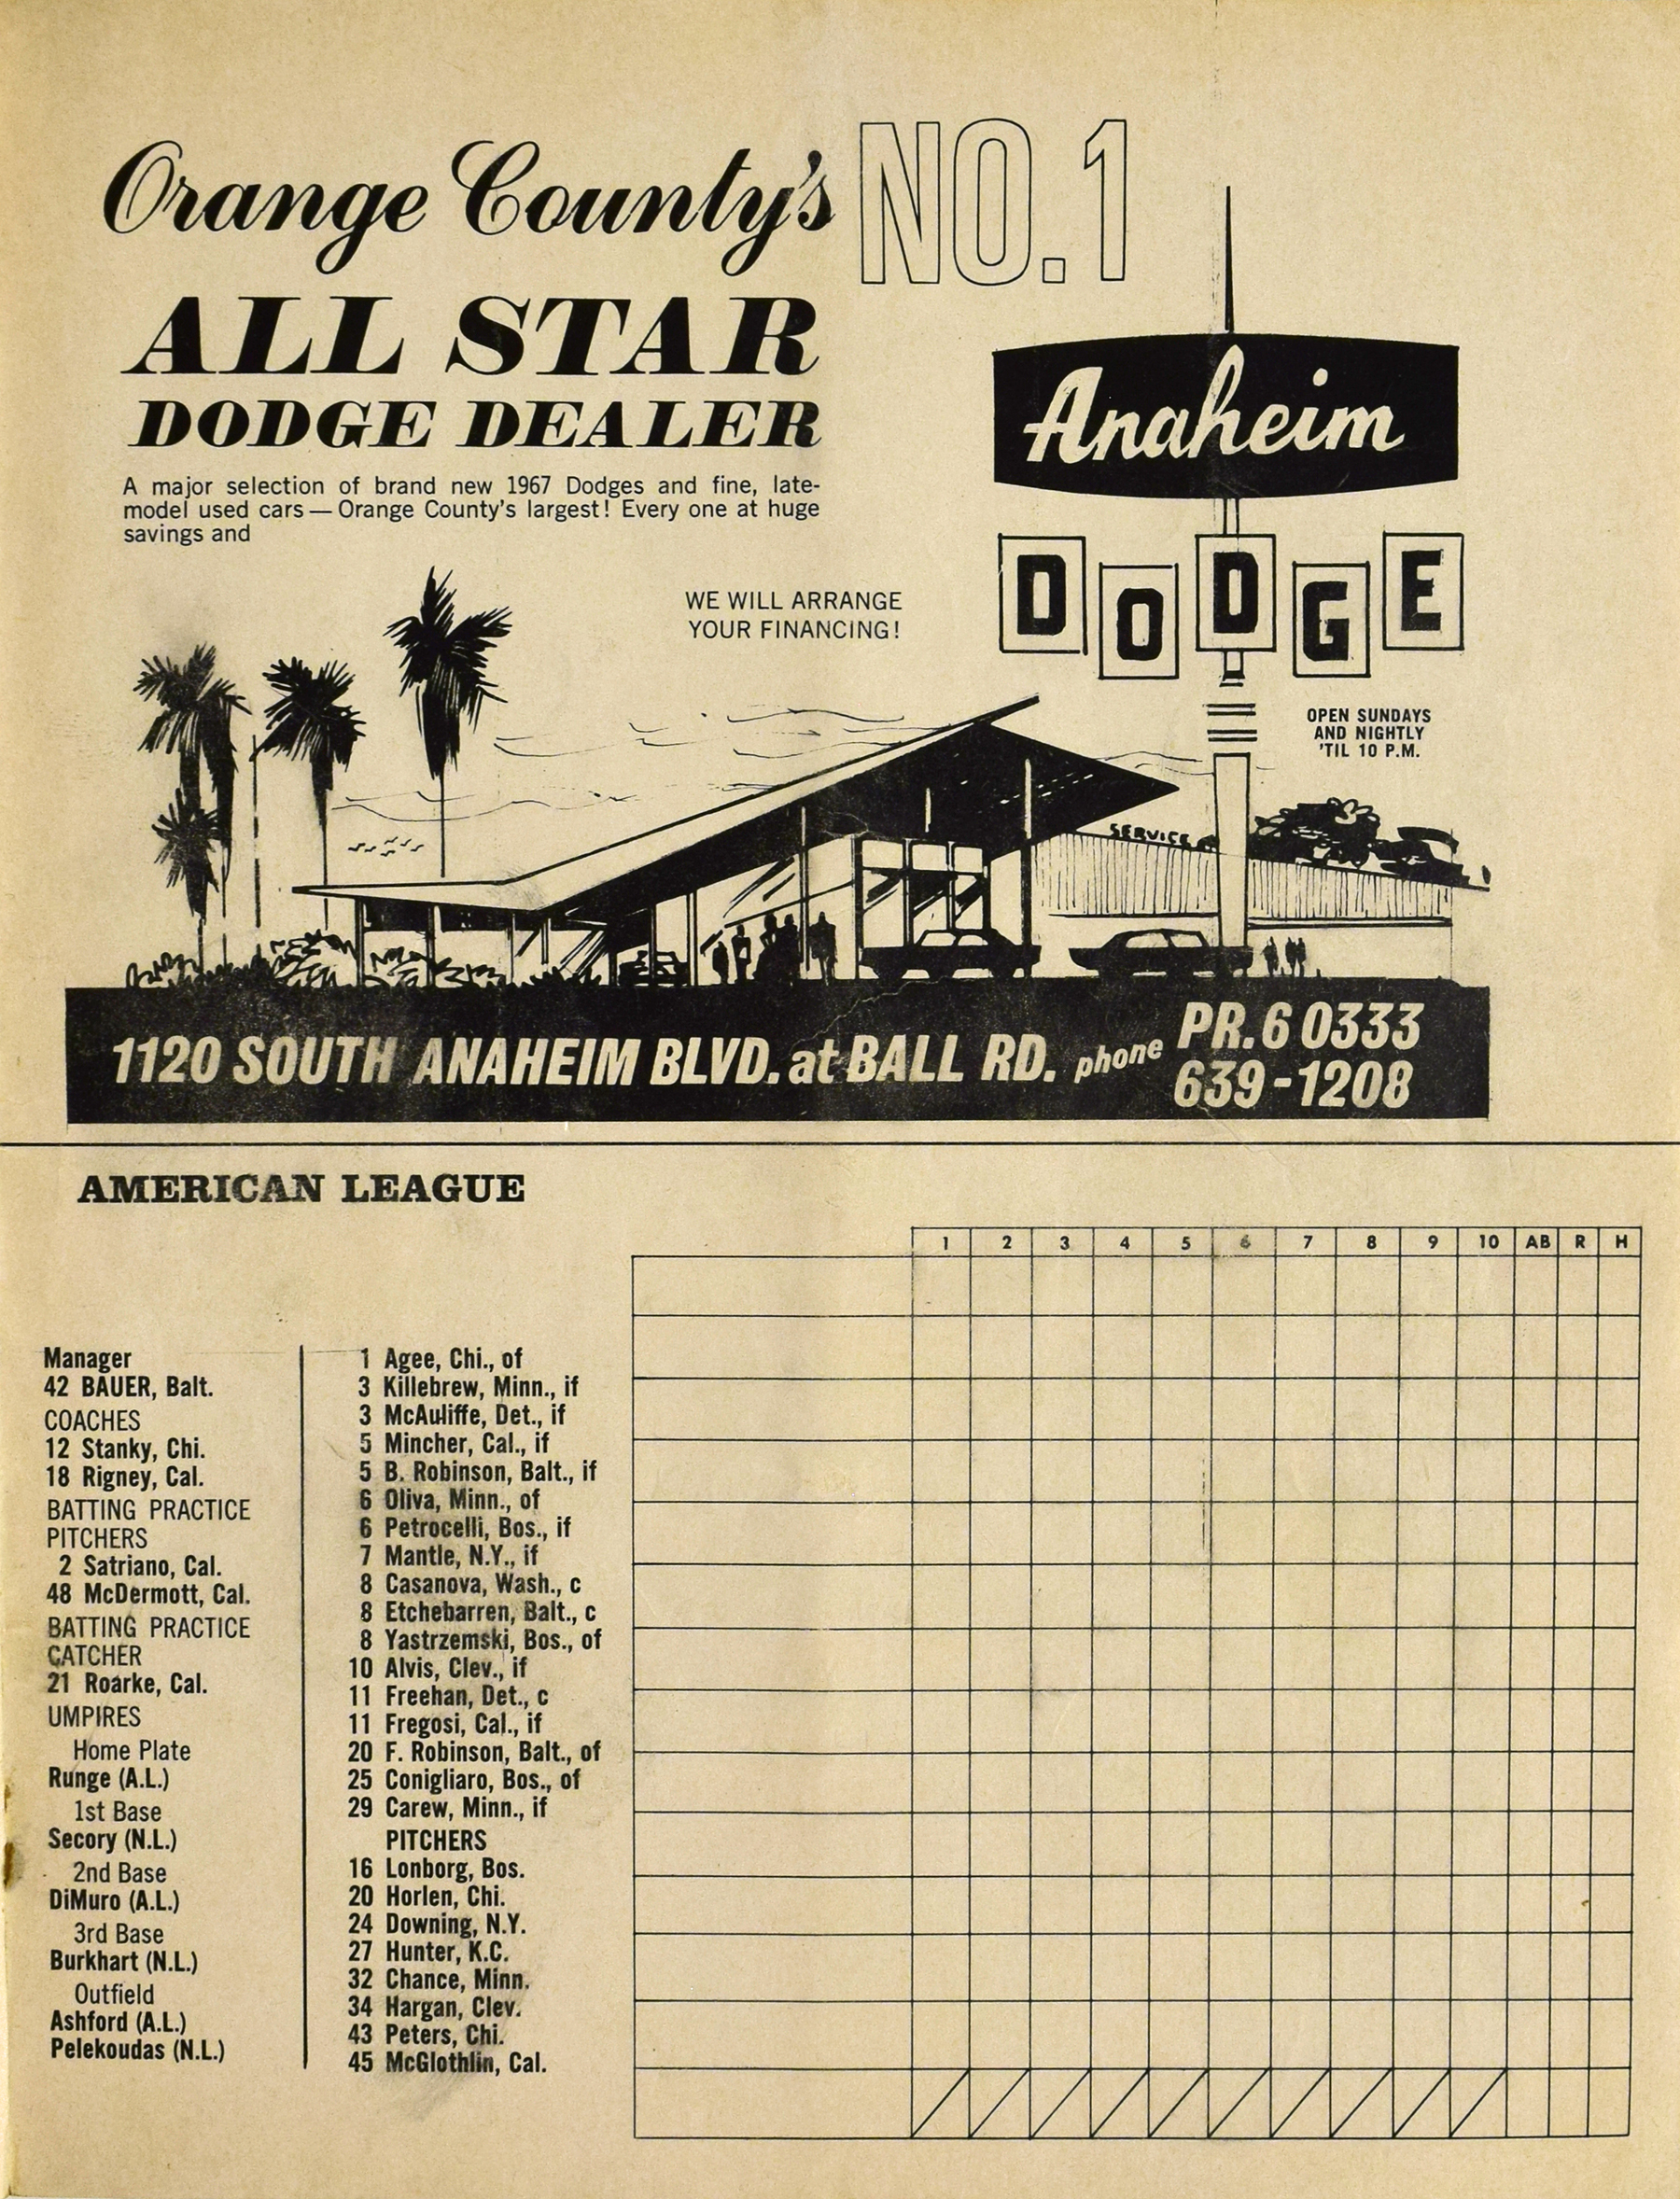 Orange County's NO.1
ALL STAR
DODGE DEALER
A major selection of brand new 1967 Dodges and fine, late-
model used cars — Orange County's largest! Every one at huge
savings and
WE WILL ARRANGE
YOUR FINANCING!
Anaheim
DODGE
OPEN SUNDAYS
AND NIGHTLY
'TIL 10 P.M.
SERVICE
1120 SOUTH ANAHEIM BLVD. at BALL RD. phone PR. 6 0333
639-1208
AMERICAN LEAGUE
Manager
42 BAUER, Balt.
COACHES
12 Stanky, Chi.
18 Rigney, Cal.
BATTING PRACTICE
PITCHERS
2 Satriano, Cal.
48 McDermott, Cal.
BATTING PRACTICE
CATCHER
21 Roarke, Cal.
UMPIRES
Home Plate
Runge (A.L.)
1st Base
Secory (N.L.)
2nd Base
DiMuro (A.L.)
3rd Base
Burkhart (N.L.)
Outfield
Ashford (A.L.)
Pelekoudas (N.L.)
1 Agee, Chi., of
3 Killebrew, Minn., if
3 McAuliffe, Det., if
5 Mincher, Cal., if
5 B. Robinson, Balt., if
6 Oliva, Minn., of
6 Petrocelli, Bos., if
7 Mantle, N.Y., if
8 Casanova, Wash., c
8 Etchebarren, Balt., c
8 Yastrzemski, Bos., of
10 Alvis, Clev., if
11 Freehan, Det., c
11 Fregosi, Cal., if
20 F. Robinson, Balt., of
25 Conigliaro, Bos., of
29 Carew, Minn., if
PITCHERS
16 Lonborg, Bos.
20 Horlen, Chi.
24 Downing, N.Y.
27 Hunter, K.C.
32 Chance, Minn.
34 Hargan, Clev.
43 Peters, Chi.
45 McGlothlin, Cal.
1 2 3 4 5 6 7 8 9 10 AB R H